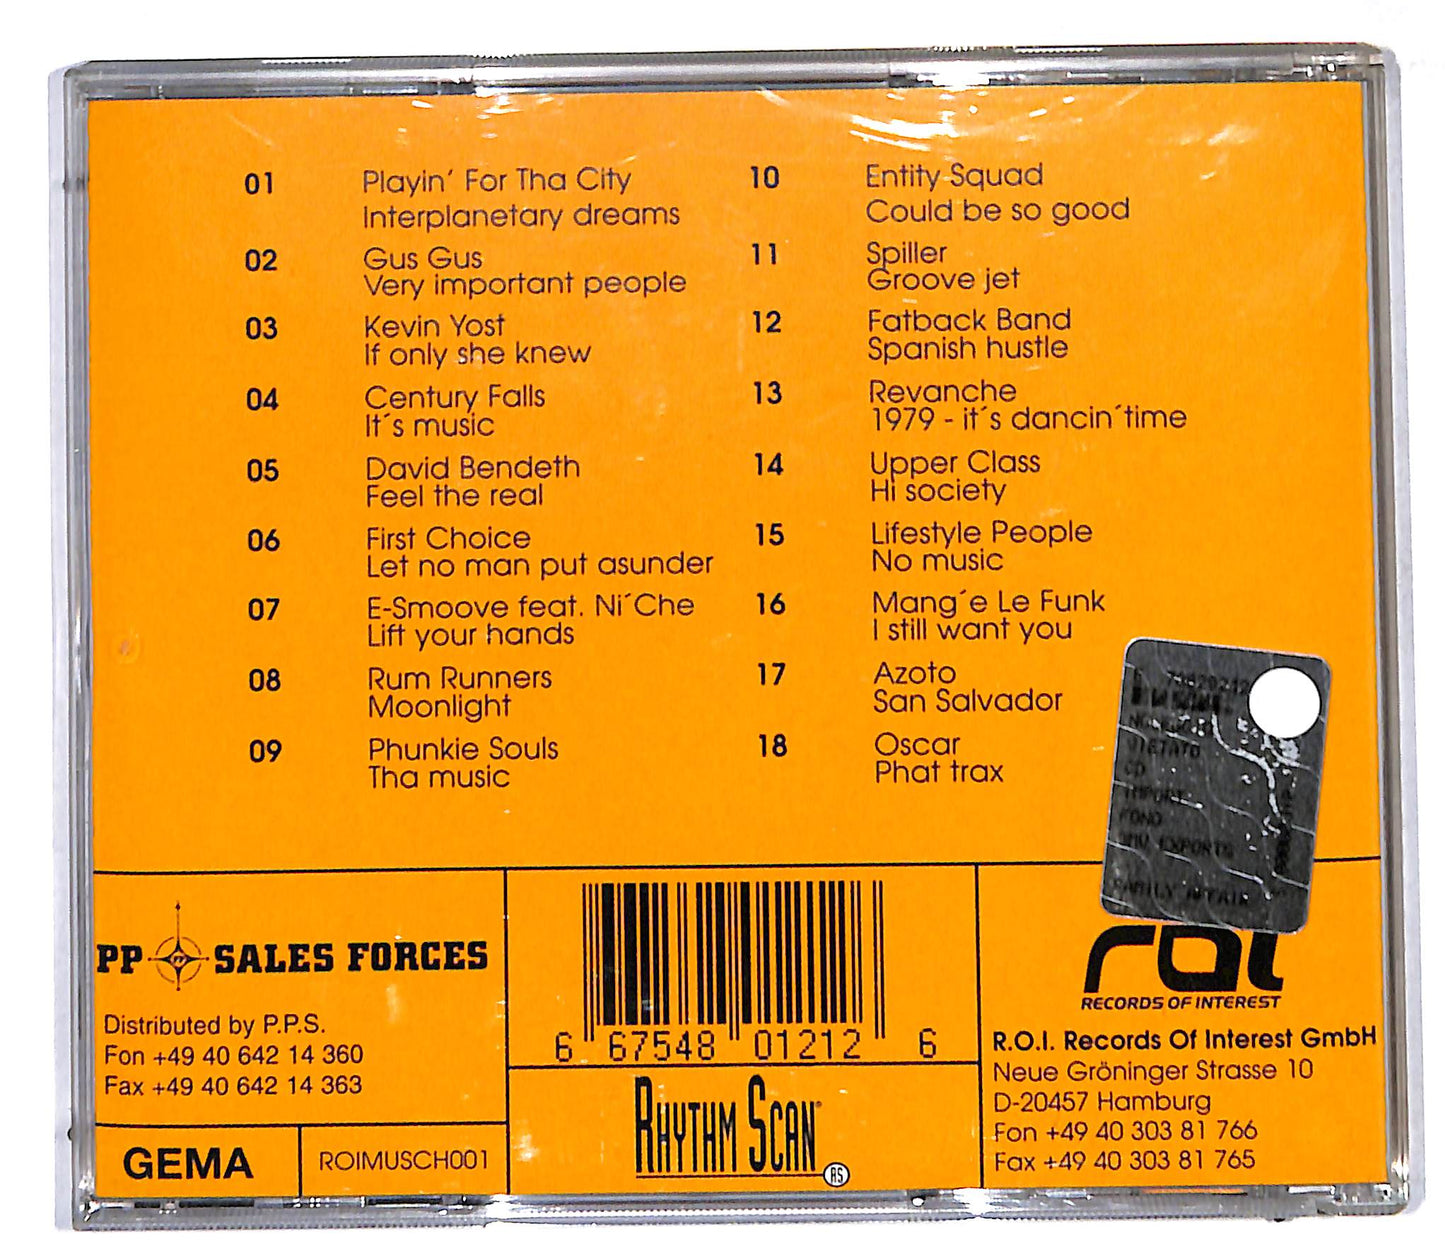 01 Playin´ For Tha City
Interplanetary dreams
02 Gus Gus
Very important people
03 Kevin Yost
If only she knew
04 Century Falls
It´s music
05 David Bendeth
Feel the real
06 First Choice
Let no man put asunder
07 E-Smoove feat. Ni´Che
Lift your hands
08 Rum Runners
Moonlight
09 Phunkie Souls
Tha music
10 Entity Squad
Could be so good
11 Spiller
Groove jet
12 Fatback Band
Spanish hustle
13 Revanche
1979 - it´s dancin´time
14 Upper Class
Hi society
15 Lifestyle People
No music
16 Mang´e Le Funk
I still want you
17 Azoto
San Salvador
18 Oscar
Phat trax
VIETATO
CD
IMPORT
FONO
EXPORTS
FAMILY AFFAIR
PP SALES FORCES
Distributed by P.P.S.
Fon +49 40 642 14 360
Fax +49 40 642 14 363
GEMA
ROIMUSCH001
6 67548 01212 6
RHYTHM SCAN
RS
roi
RECORDS OF INTEREST
R.O.I. Records Of Interest GmbH
Neue Gröninger Strasse 10
D-20457 Hamburg
Fon +49 40 303 81 766
Fax +49 40 303 81 765